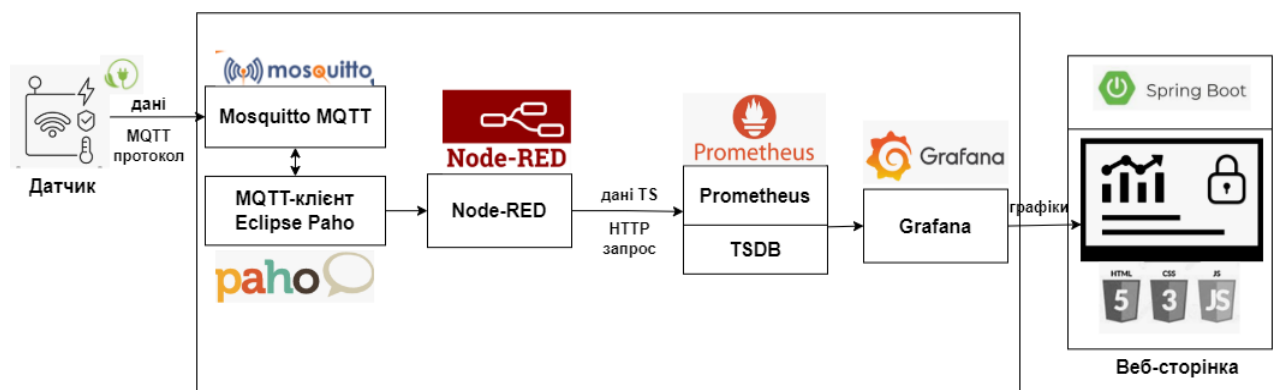 Датчик
дані
MQTT
протокол
mosquitto
Mosquitto MQTT
MQTT-клієнт
Eclipse Paho
paho
Node-RED
Node-RED
дані TS
HTTP
запрос
Prometheus
Prometheus
TSDB
Grafana
Grafana
графіки
Spring Boot
HTML CSS JS
5 3 JS
Веб-сторінка